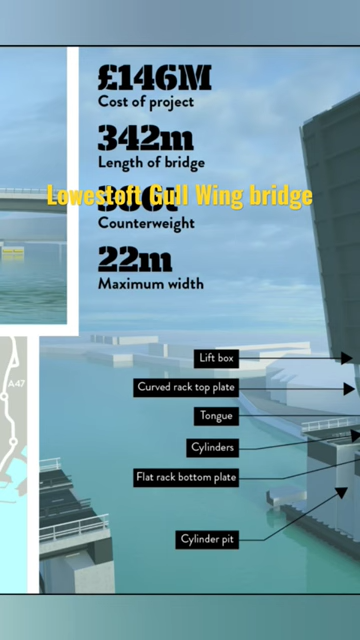 £146M
Cost of project
342m
Length of bridge
Lowestoft Gull Wing bridge
Counterweight
22m
Maximum width
Lift box
A47
Curved rack top plate
Tongue
Cylinders
Flat rack bottom plate
Cylinder pit